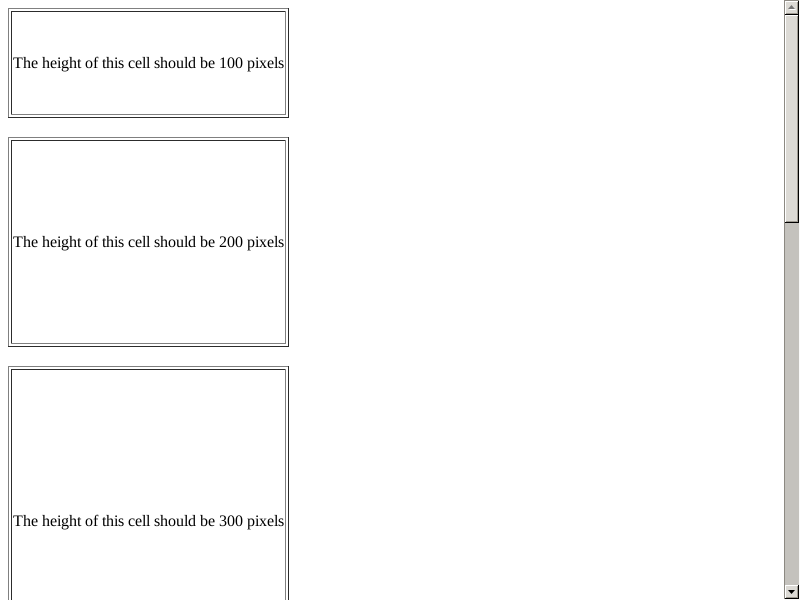 The height of this cell should be 100 pixels
The height of this cell should be 200 pixels
The height of this cell should be 300 pixels